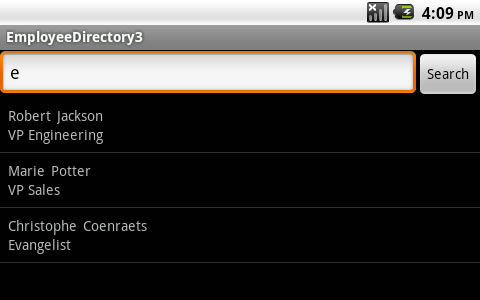 4:09 PM
EmployeeDirectory3
e
Search
Robert Jackson
VP Engineering
Marie Potter
VP Sales
Christophe Coenraets
Evangelist